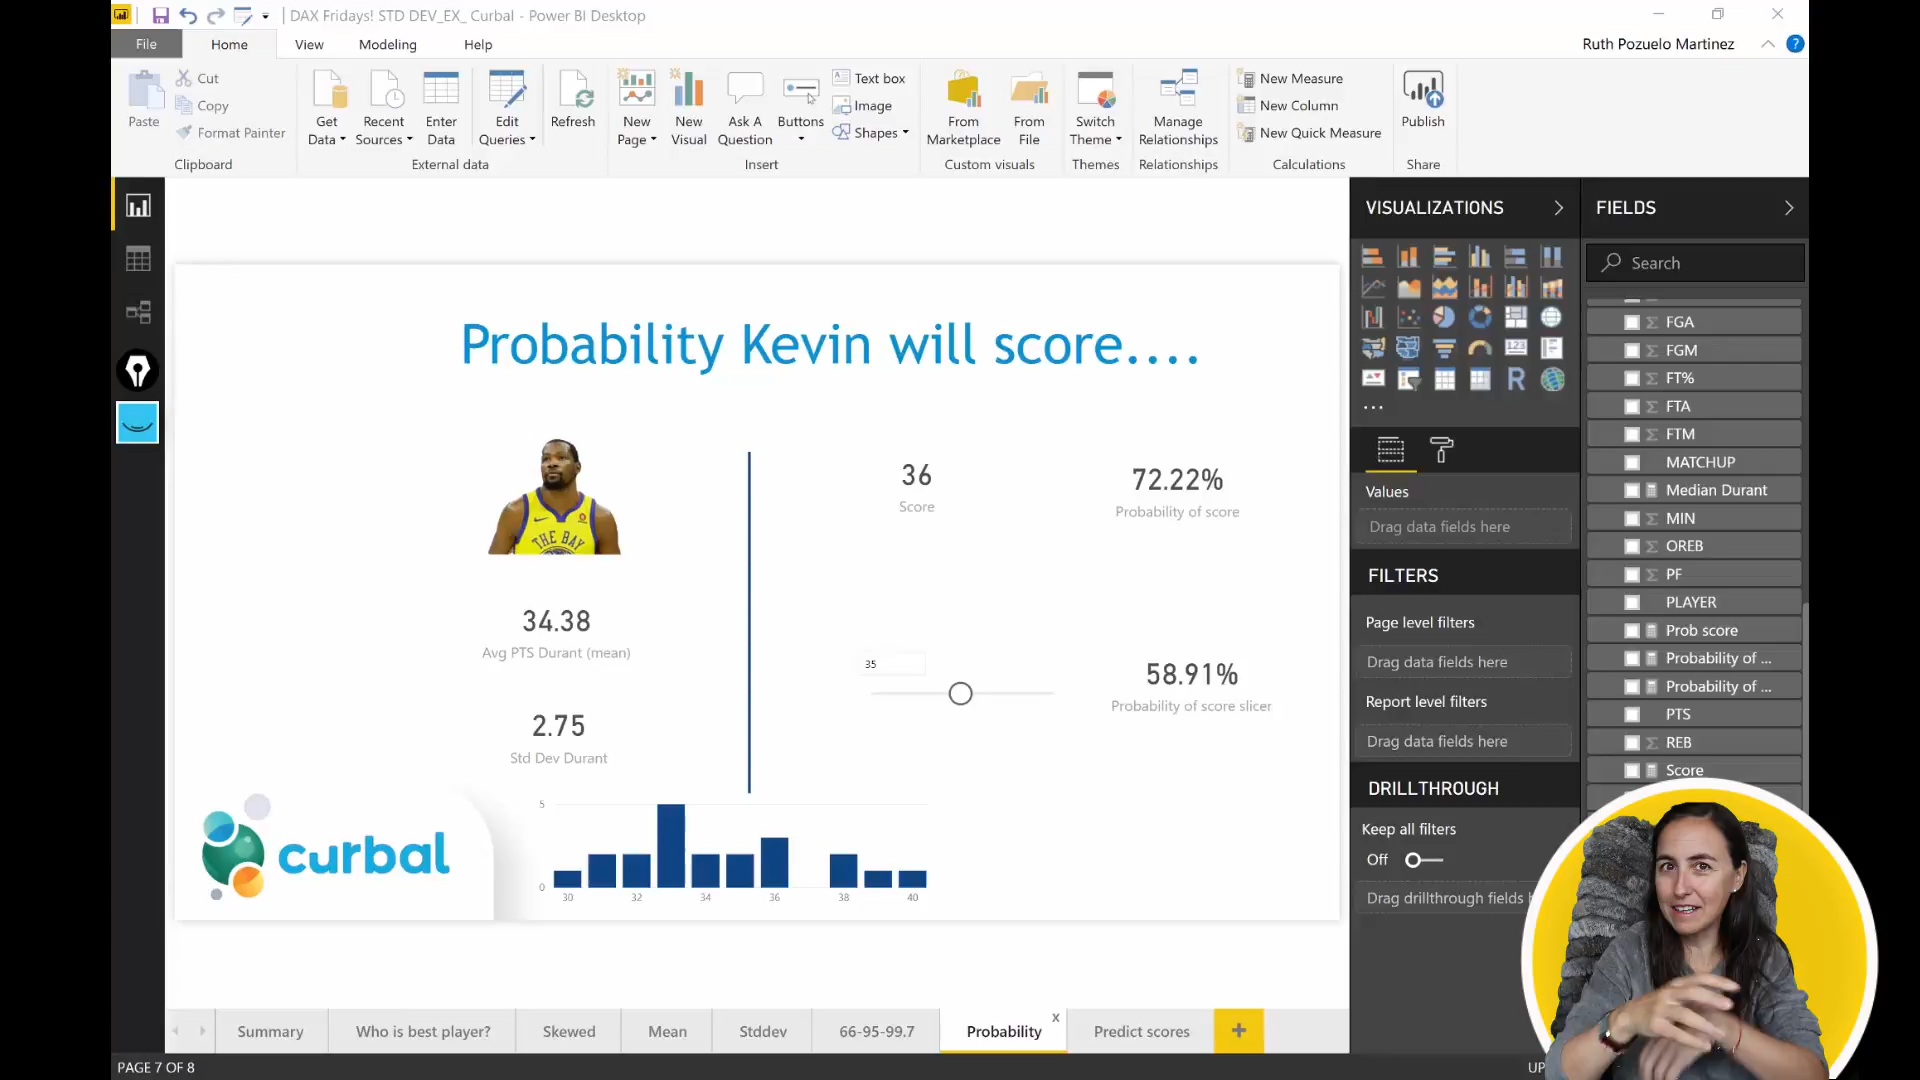 DAX Fridays! STD DEV_EX_ Curbal - Power BI Desktop
File
Home
View
Modeling
Help
Ruth Pozuelo Martinez
?
Paste
Cut
Copy
Format Painter
Clipboard
Get Data
Recent Sources
Enter Data
Edit Queries
Refresh
External data
New Page
New Visual
Ask A Question
Buttons
Text box
Image
Shapes
Insert
From Marketplace
From File
Custom visuals
Switch Theme
Themes
Manage Relationships
Relationships
New Measure
New Column
New Quick Measure
Calculations
Publish
Share
Probability Kevin will score....
THE BAY
34.38
Avg PTS Durant (mean)
2.75
Std Dev Durant
36
Score
72.22%
Probability of score
35
58.91%
Probability of score slicer
curbal
5
0
30
32
34
36
38
40
VISUALIZATIONS
123
R
...
Values
Drag data fields here
FILTERS
Page level filters
Drag data fields here
Report level filters
Drag data fields here
DRILLTHROUGH
Keep all filters
Off
Drag drillthrough fields
FIELDS
Search
FGA
FGM
FT%
FTA
FTM
MATCHUP
Median Durant
MIN
OREB
PF
PLAYER
Prob score
Probability of ...
Probability of ...
PTS
REB
Score
Summary
Who is best player?
Skewed
Mean
Stddev
66-95-99.7
Probability
x
Predict scores
+
PAGE 7 OF 8
UP